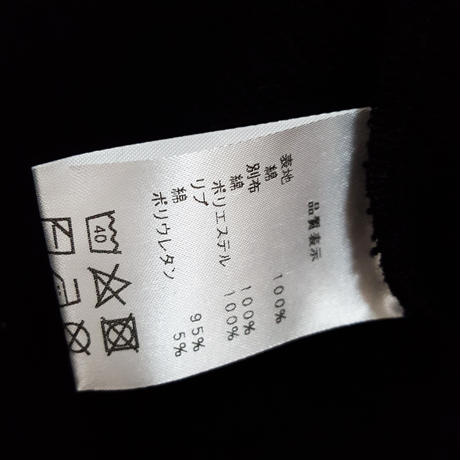 品質表示
表地
綿 100%
別布
綿 100%
ポリエステル 100%
リブ
綿 95%
ポリウレタン 5%
40